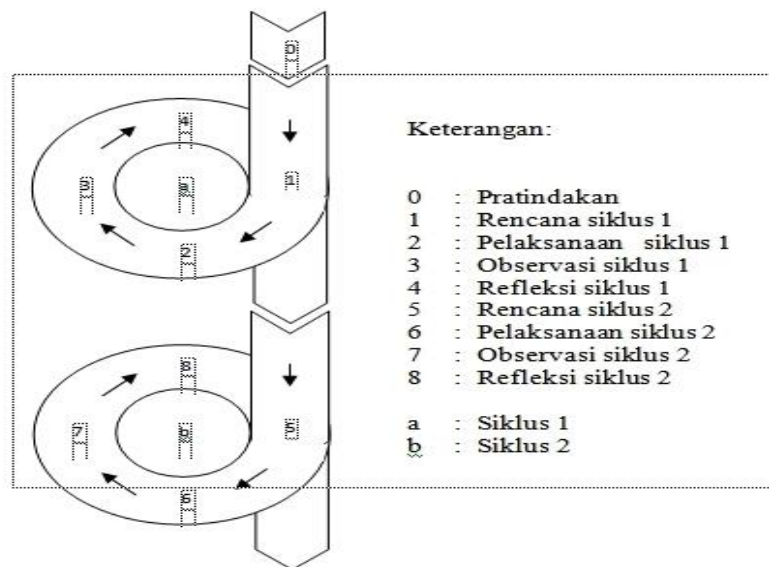 0
4
1
3
a
2
8
5
7
b
6
Keterangan:
0 : Pratindakan
1 : Rencana siklus 1
2 : Pelaksanaan siklus 1
3 : Observasi siklus 1
4 : Refleksi siklus 1
5 : Rencana siklus 2
6 : Pelaksanaan siklus 2
7 : Observasi siklus 2
8 : Refleksi siklus 2
a : Siklus 1
b : Siklus 2